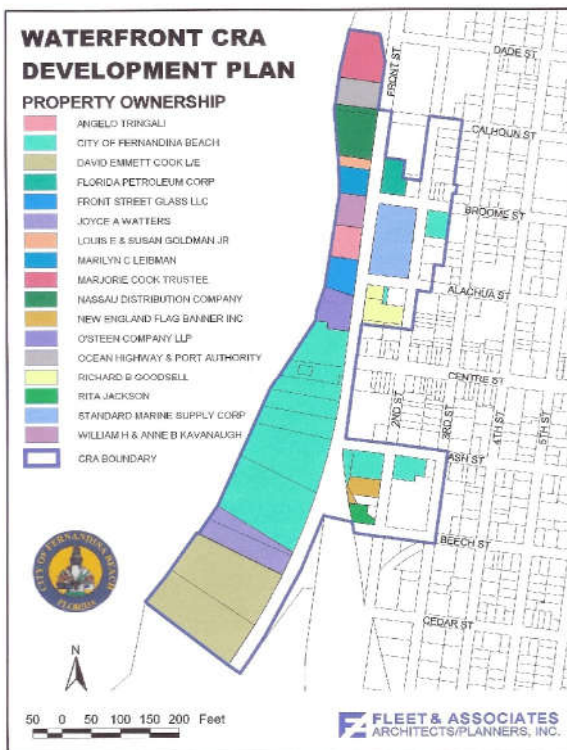 WATERFRONT CRA
DEVELOPMENT PLAN
PROPERTY OWNERSHIP
ANGELO TRINGALI
CITY OF FERNANDINA BEACH
DAVID EMMETT COOK L/E
FLORIDA PETROLEUM CORP
FRONT STREET GLASS LLC
JOYCE A WATTERS
LOUIS E & SUSAN GOLDMAN JR
MARILYN C LEIBMAN
MARJORIE COOK TRUSTEE
NASSAU DISTRIBUTION COMPANY
NEW ENGLAND FLAG BANNER INC
O'STEEN COMPANY LLP
OCEAN HIGHWAY & PORT AUTHORITY
RICHARD B GOODSELL
RITA JACKSON
STANDARD MARINE SUPPLY CORP
WILLIAM H & ANNE B KAVANAUGH
CRA BOUNDARY
FRONT ST
DADE ST
CALHOUN ST
BROOME ST
ALACHUA ST
CENTRE ST
2ND ST
3RD ST
4TH ST
5TH ST
ASH ST
BEECH ST
CEDAR ST
CITY OF FERNANDINA BEACH
FLORIDA
N
50 0 50 100 150 200 Feet
FLEET & ASSOCIATES
ARCHITECTS/PLANNERS, INC.